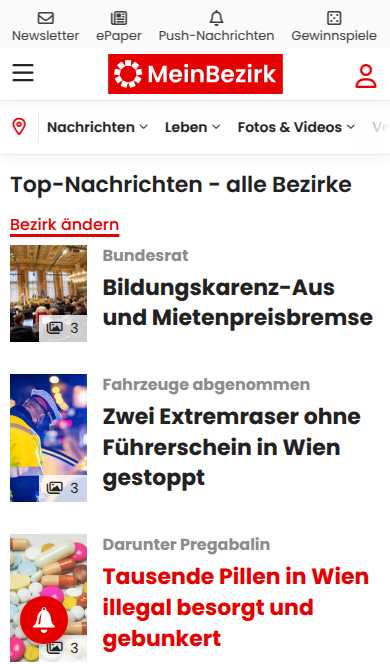 Newsletter ePaper Push-Nachrichten Gewinnspiele
MeinBezirk
Nachrichten Leben Fotos & Videos
Top-Nachrichten - alle Bezirke
Bezirk ändern
3
Bundesrat
Bildungskarenz-Aus
und Mietenpreisbremse
3
Fahrzeuge abgenommen
Zwei Extremraser ohne
Führerschein in Wien
gestoppt
3
Darunter Pregabalin
Tausende Pillen in Wien
illegal besorgt und
gebunkert